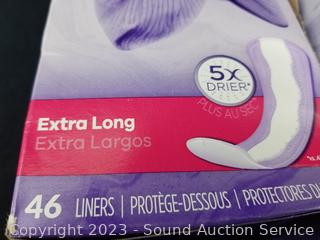 5X
DRIER*
PLUS AU SEC
Extra Long
Extra Largos
46 LINERS | PROTÈGE-DESSOUS | PROTECTORES
Copyright 2023 - Sound Auction Service